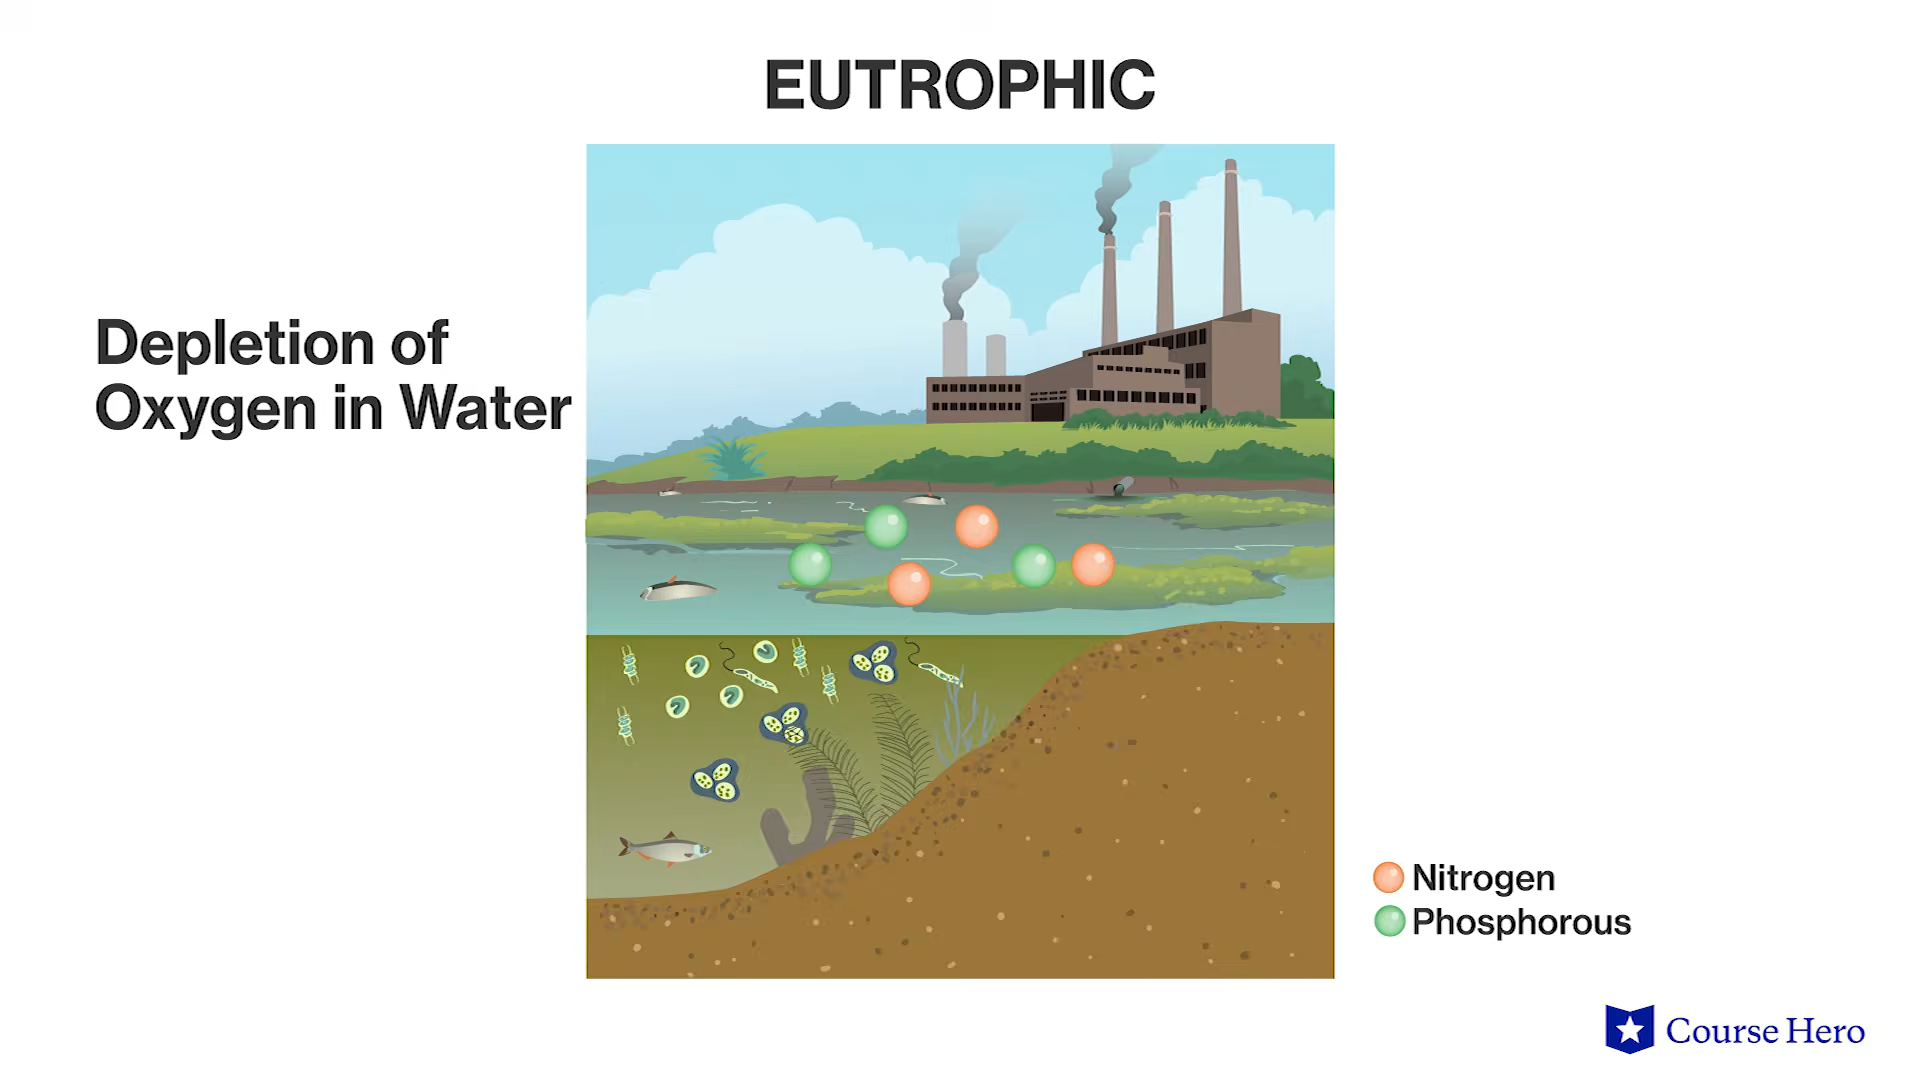 EUTROPHIC
Depletion of
Oxygen in Water
Nitrogen
Phosphorous
Course Hero